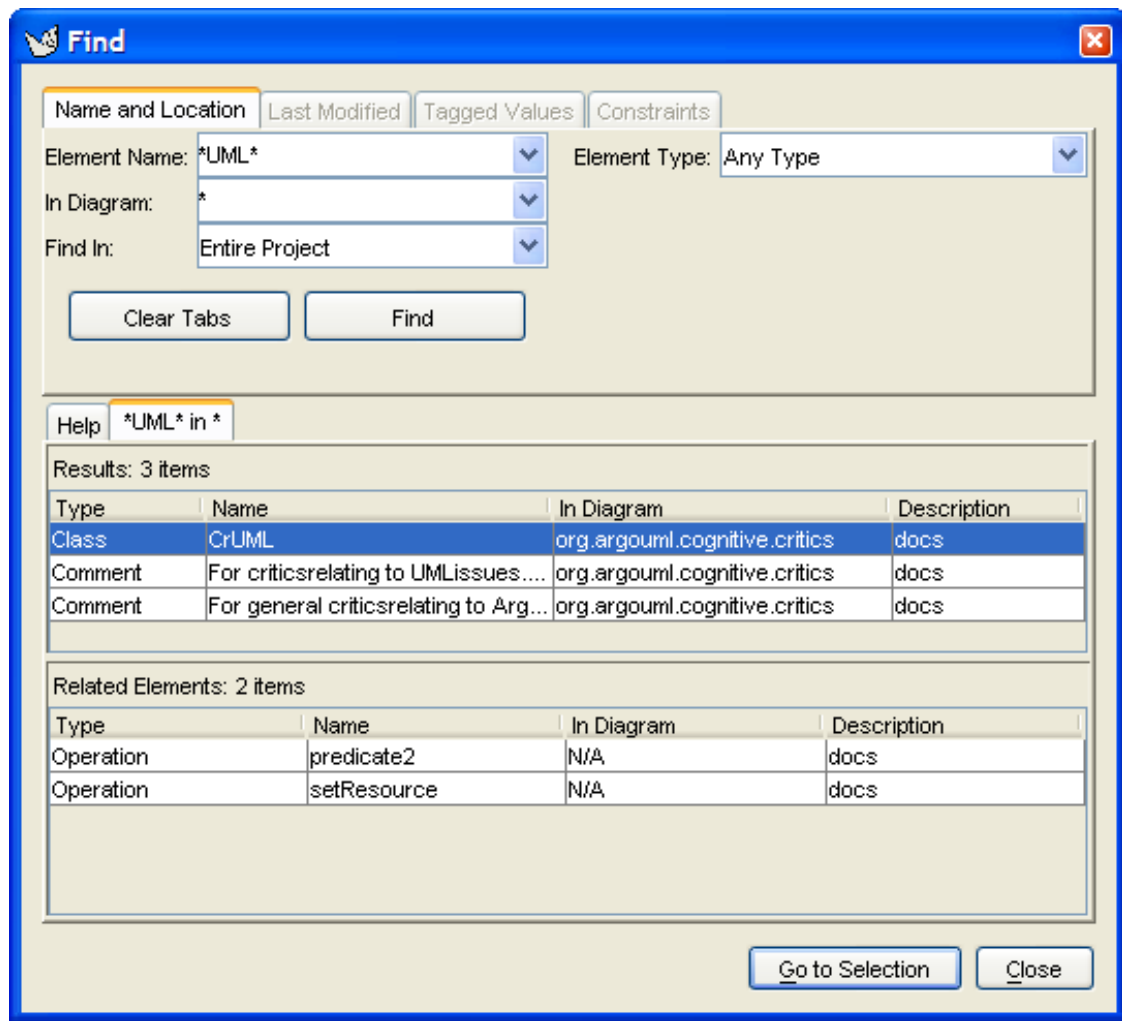 Find
Name and Location Last Modified Tagged Values Constraints
Element Name: *UML* Element Type: Any Type
In Diagram: *
Find In: Entire Project
Clear Tabs Find
Help *UML* in *
Results: 3 items
Type Name In Diagram Description
Class CrUML org.argouml.cognitive.critics docs
Comment For criticsrelating to UMLissues.... org.argouml.cognitive.critics docs
Comment For general criticsrelating to Arg... org.argouml.cognitive.critics docs
Related Elements: 2 items
Type Name In Diagram Description
Operation predicate2 N/A docs
Operation setResource N/A docs
Go to Selection Close